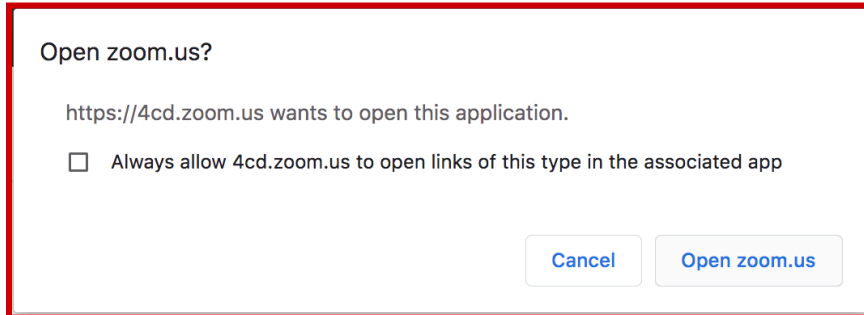 Open zoom.us?
https://4cd.zoom.us wants to open this application.
Always allow 4cd.zoom.us to open links of this type in the associated app
Cancel
Open zoom.us